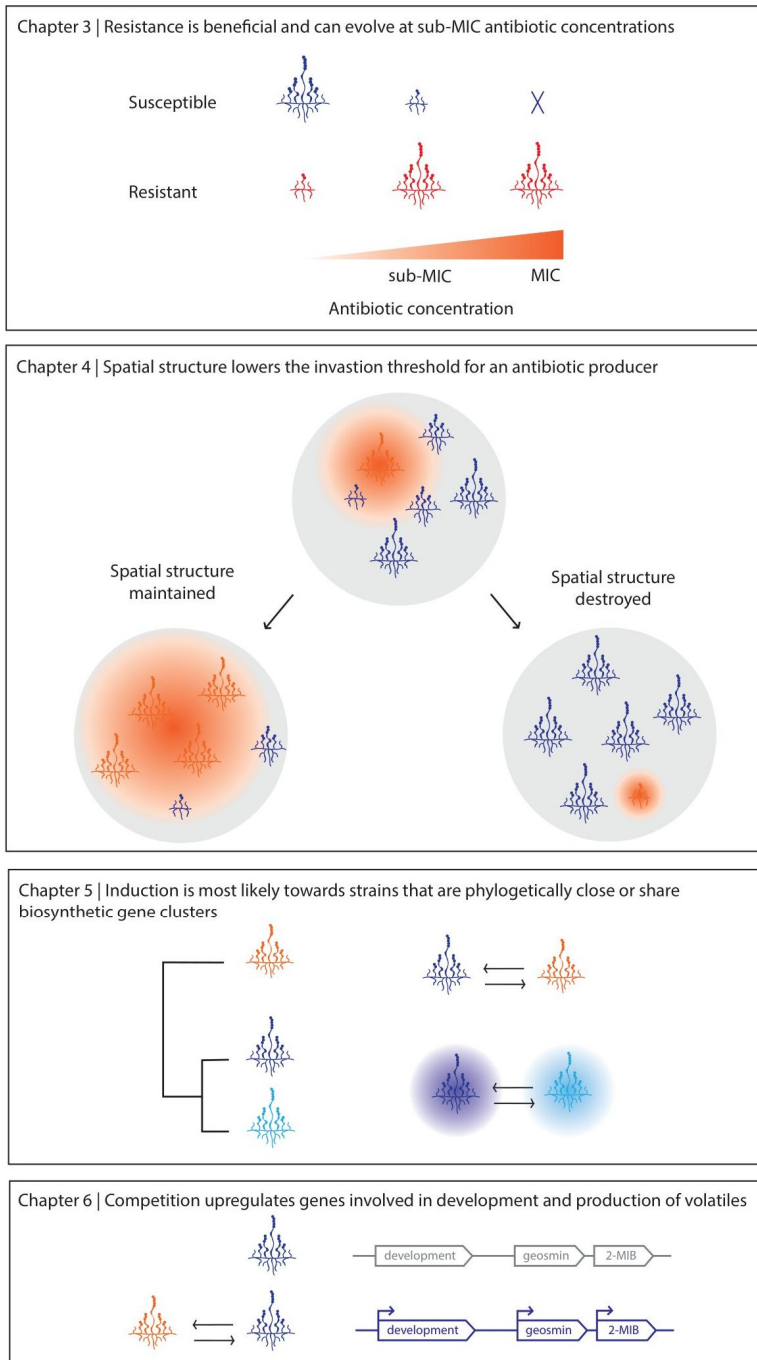 Chapter 3 | Resistance is beneficial and can evolve at sub-MIC antibiotic concentrations
Susceptible
Resistant
sub-MIC
MIC
Antibiotic concentration
Chapter 4 | Spatial structure lowers the invastion threshold for an antibiotic producer
Spatial structure
maintained
Spatial structure
destroyed
Chapter 5 | Induction is most likely towards strains that are phylogetically close or share
biosynthetic gene clusters
Chapter 6 | Competition upregulates genes involved in development and production of volatiles
development
geosmin
2-MIB
development
geosmin
2-MIB